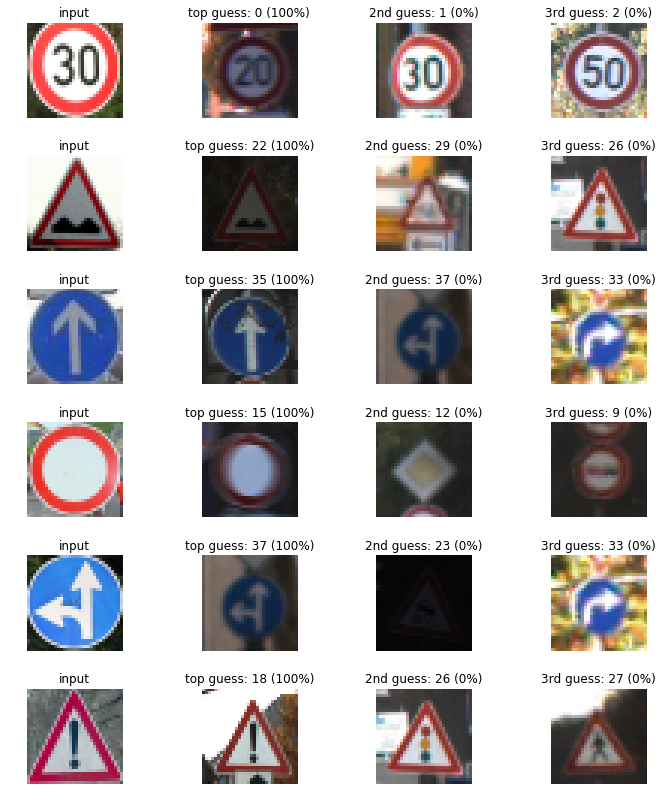 input top guess: 0 (100%) 2nd guess: 1 (0%) 3rd guess: 2 (0%)
30 20 30 50
input top guess: 22 (100%) 2nd guess: 29 (0%) 3rd guess: 26 (0%)
input top guess: 35 (100%) 2nd guess: 37 (0%) 3rd guess: 33 (0%)
input top guess: 15 (100%) 2nd guess: 12 (0%) 3rd guess: 9 (0%)
input top guess: 37 (100%) 2nd guess: 23 (0%) 3rd guess: 33 (0%)
input top guess: 18 (100%) 2nd guess: 26 (0%) 3rd guess: 27 (0%)
!
!